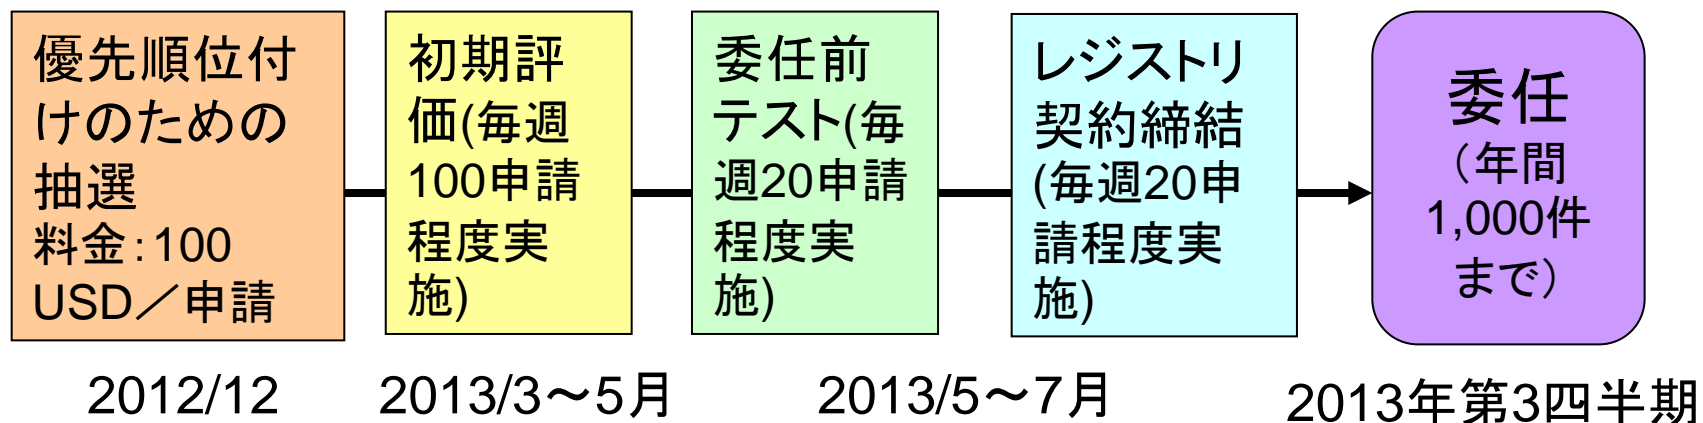 優先順位付
けのための
抽選
料金：100
USD／申請
初期評
価(毎週
100申請
程度実
施)
委任前
テスト(毎
週20申請
程度実
施)
レジストリ
契約締結
(毎週20申
請程度実
施)
委任
（年間
1,000件
まで）
2012/12
2013/3～5月
2013/5～7月
2013年第3四半期